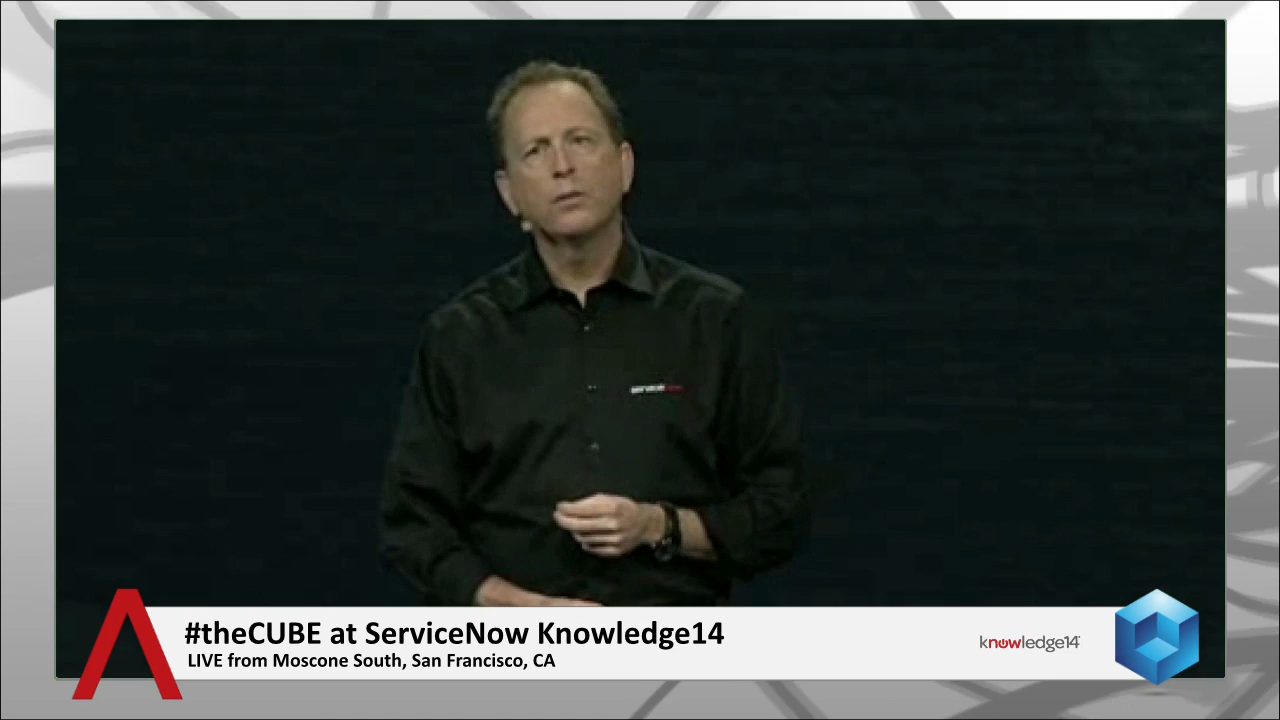 #theCUBE at ServiceNow Knowledge14
LIVE from Moscone South, San Francisco, CA
knowledge14